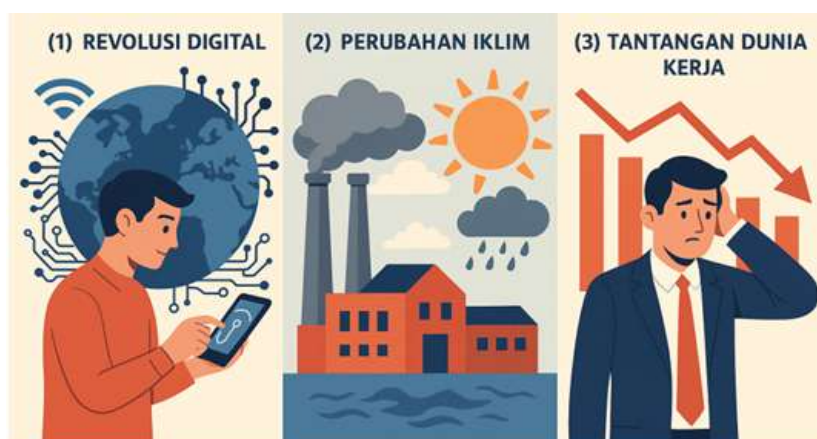 (1) REVOLUSI DIGITAL
(2) PERUBAHAN IKLIM
(3) TANTANGAN DUNIA
KERJA